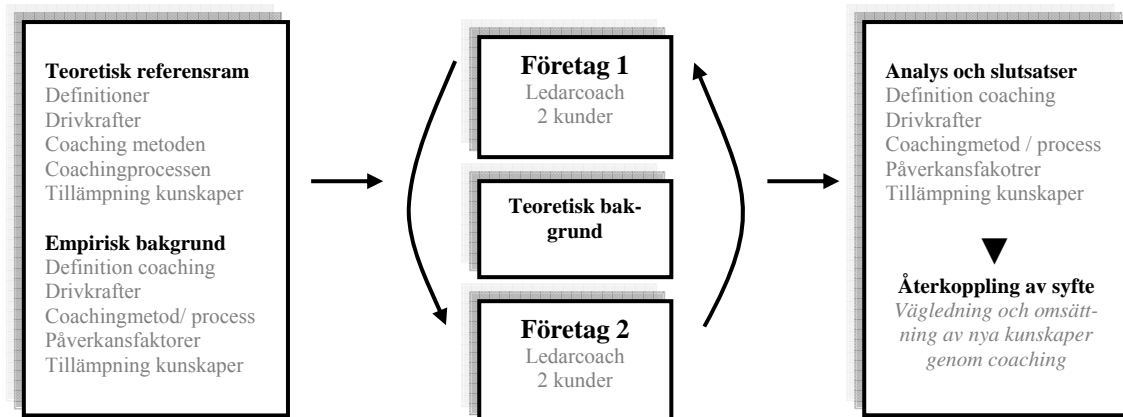 Teoretisk referensram
Definitioner
Drivkrafter
Coaching metoden
Coachingprocessen
Tillämpning kunskaper
Empirisk bakgrund
Definition coaching
Drivkrafter
Coachingmetod/ process
Påverkansfaktorer
Tillämpning kunskaper
Företag 1
Ledarcoach
2 kunder
Teoretisk bak-
grund
Företag 2
Ledarcoach
2 kunder
Analys och slutsatser
Definition coaching
Drivkrafter
Coachingmetod / process
Påverkansfakotrer
Tillämpning kunskaper
Återkoppling av syfte
Vägledning och omsätt-
ning av nya kunskaper
genom coaching